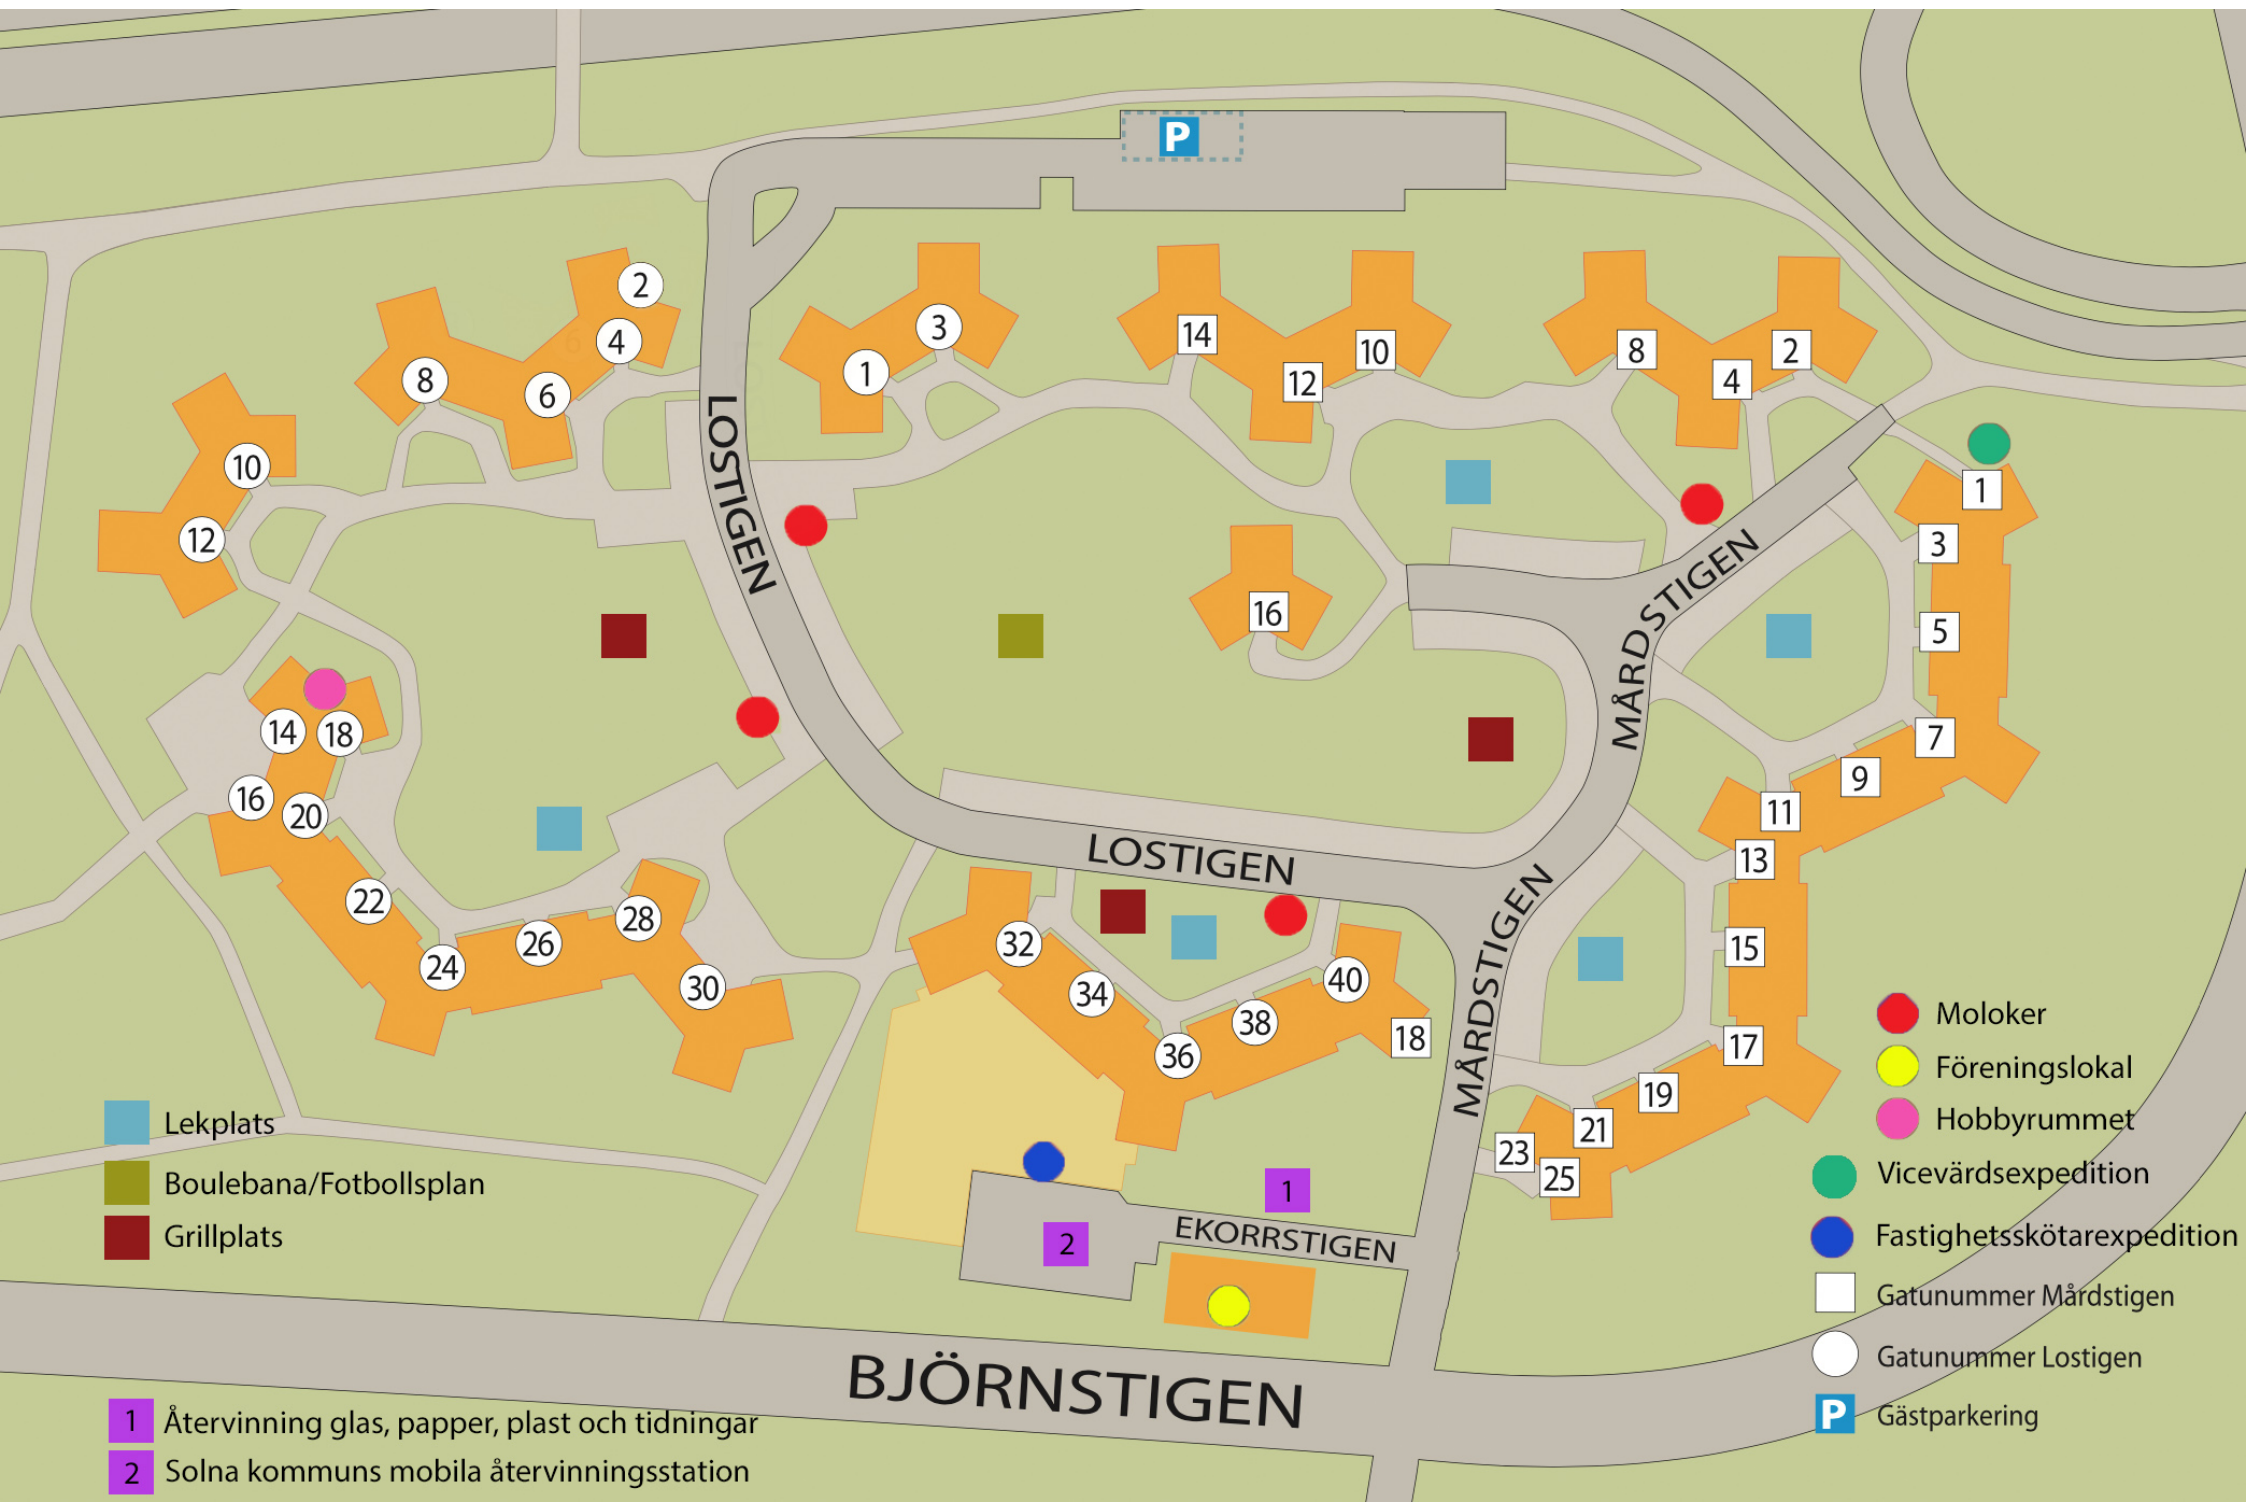 P
2
4
6
8
10
12
1
3
14
12
10
8
4
2
1
3
5
7
9
11
13
15
17
19
21
23
25
16
LOSTIGEN
MÅRDSTIGEN
14
18
16
20
22
24
26
28
30
LOSTIGEN
MÅRDSTIGEN
MÅRDSTIGEN
32
34
36
38
40
18
1
2
EKORRSTIGEN
BJÖRNSTIGEN
Lekplats
Boulebana/Fotbollsplan
Grillplats
1 Återvinning glas, papper, plast och tidningar
2 Solna kommuns mobila återvinningsstation
Moloker
Föreningslokal
Hobbyrummet
Vicevärdsexpedition
Fastighetsskötarexpedition
Gatunummer Mårdstigen
Gatunummer Lostigen
P Gästparkering